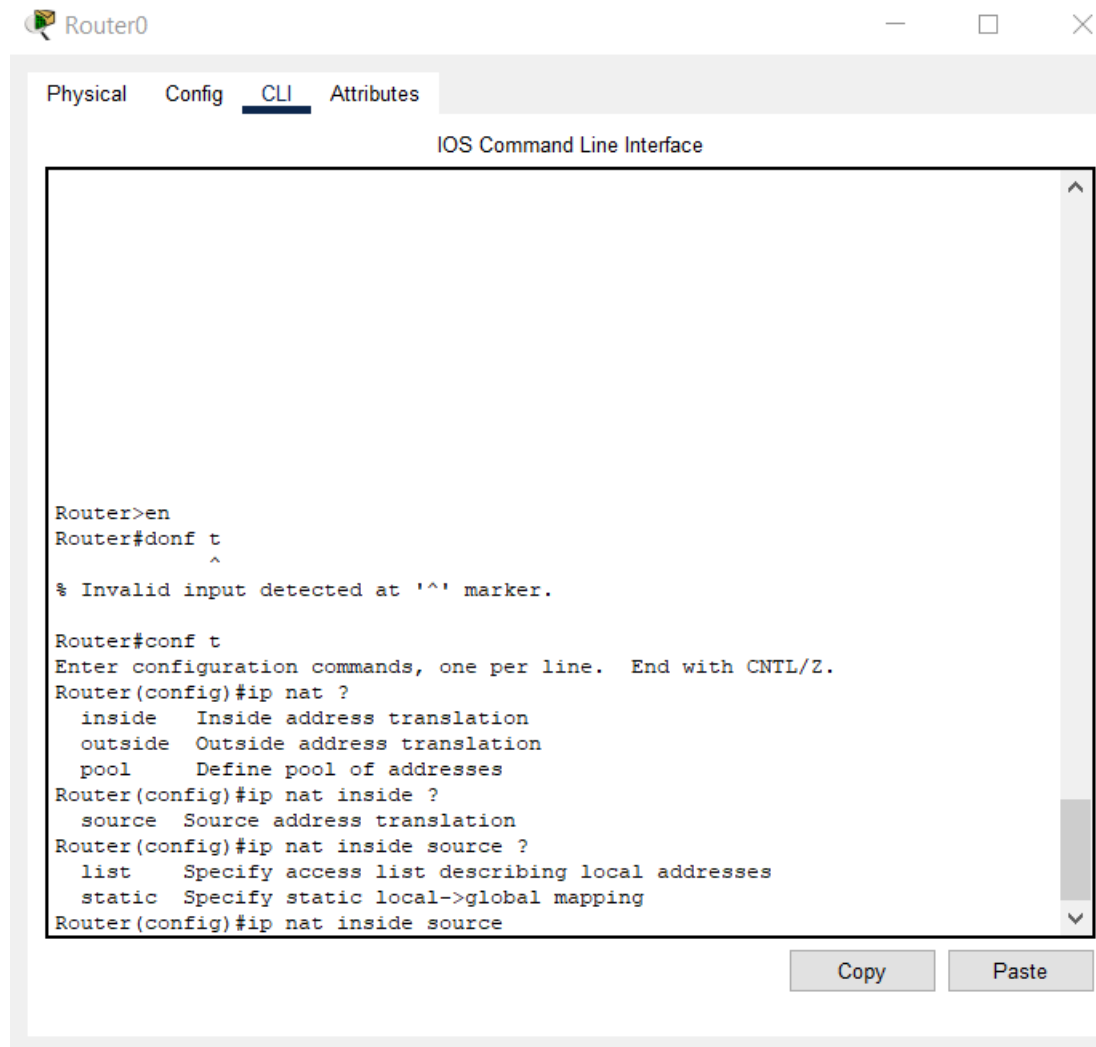 Router0
Physical Config CLI Attributes
IOS Command Line Interface
Router>en
Router#donf t
^
% Invalid input detected at '^' marker.
Router#conf t
Enter configuration commands, one per line.  End with CNTL/Z.
Router(config)#ip nat ?
  inside   Inside address translation
  outside  Outside address translation
  pool     Define pool of addresses
Router(config)#ip nat inside ?
  source  Source address translation
Router(config)#ip nat inside source ?
  list    Specify access list describing local addresses
  static  Specify static local->global mapping
Router(config)#ip nat inside source
Copy Paste